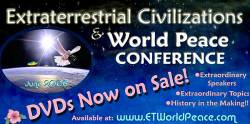 Extraterrestrial Civilizations
& World Peace
CONFERENCE
June 2006
•Extraordinary
Speakers
•Extraordinary Topics
•History in the Making!!
DVDs Now on Sale!
Available at: www.ETWorldPeace.com